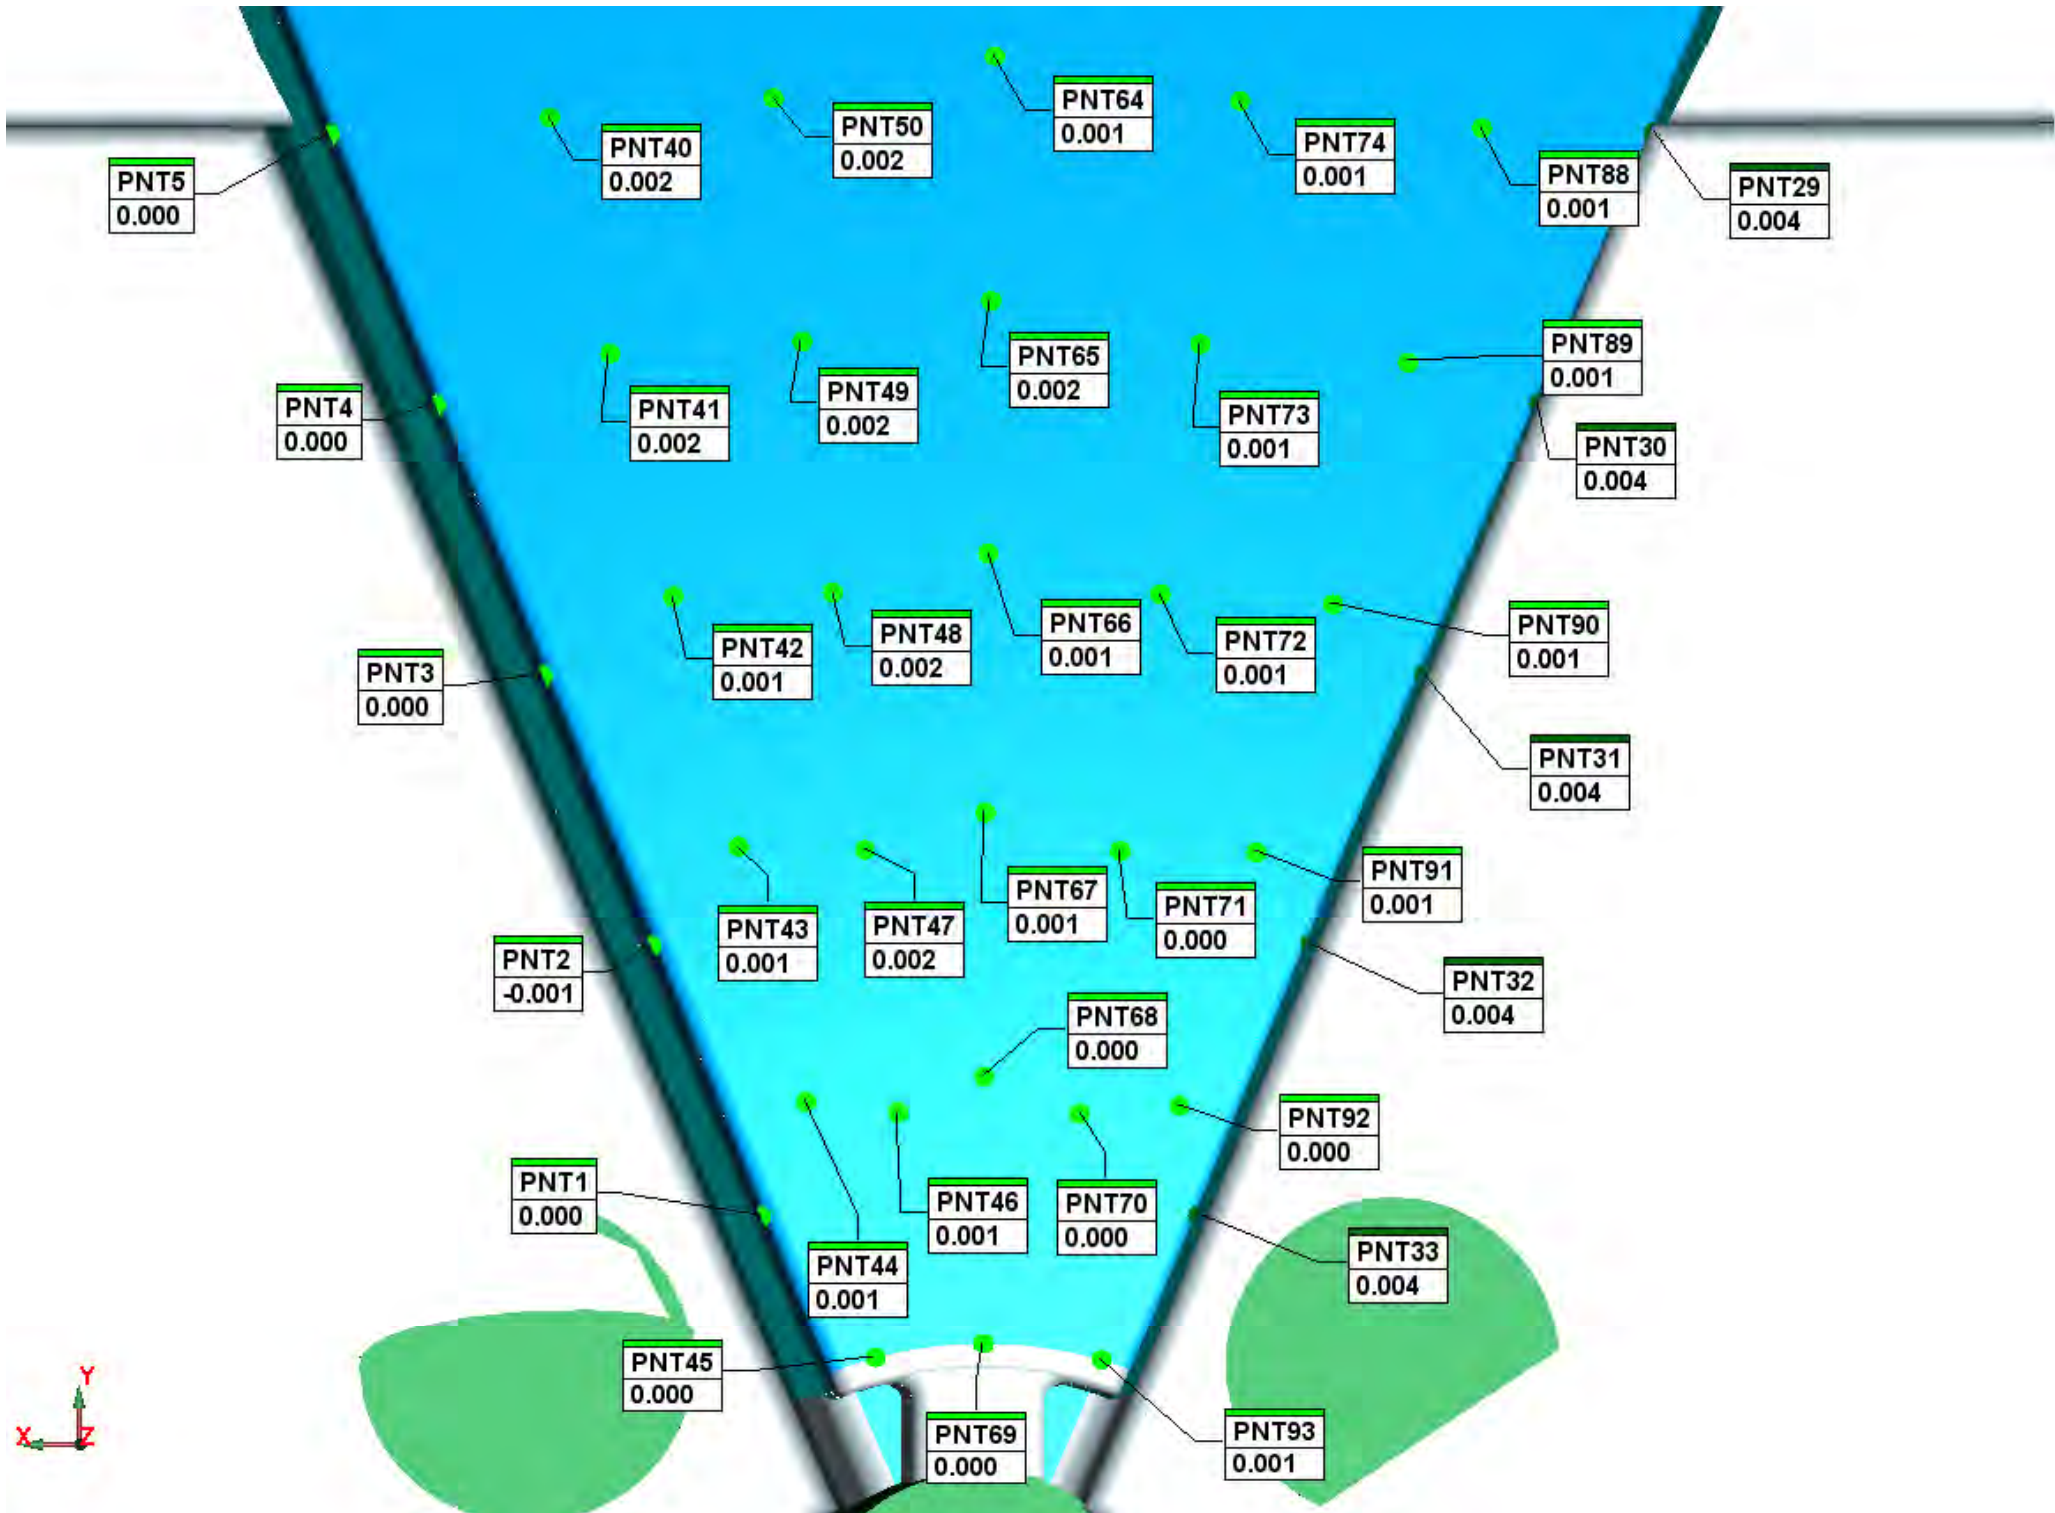 PNT64
0.001
PNT50
0.002
PNT40
0.002
PNT74
0.001
PNT88
0.001
PNT5
0.000
PNT29
0.004
PNT89
0.001
PNT65
0.002
PNT49
0.002
PNT4
0.000
PNT41
0.002
PNT73
0.001
PNT30
0.004
PNT66
0.001
PNT90
0.001
PNT48
0.002
PNT72
0.001
PNT42
0.001
PNT3
0.000
PNT31
0.004
PNT91
0.001
PNT67
0.001
PNT71
0.000
PNT47
0.002
PNT43
0.001
PNT2
-0.001
PNT32
0.004
PNT68
0.000
PNT92
0.000
PNT1
0.000
PNT46
0.001
PNT70
0.000
PNT33
0.004
PNT44
0.001
PNT45
0.000
PNT93
0.001
PNT69
0.000
Y
X
Z